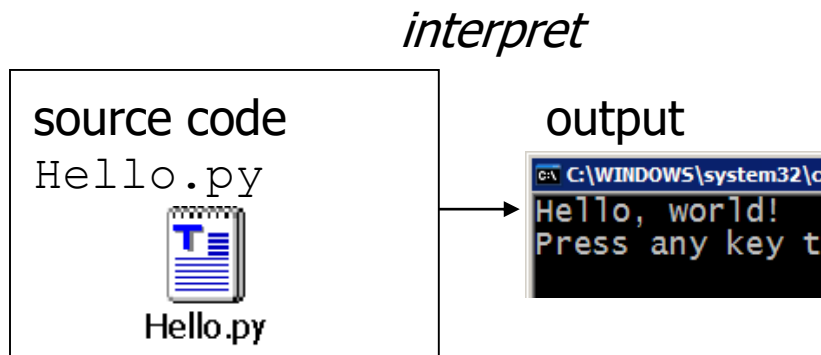 interpret
source code
Hello.py
Hello.py
output
C:\WINDOWS\system32\c
Hello, world!
Press any key t